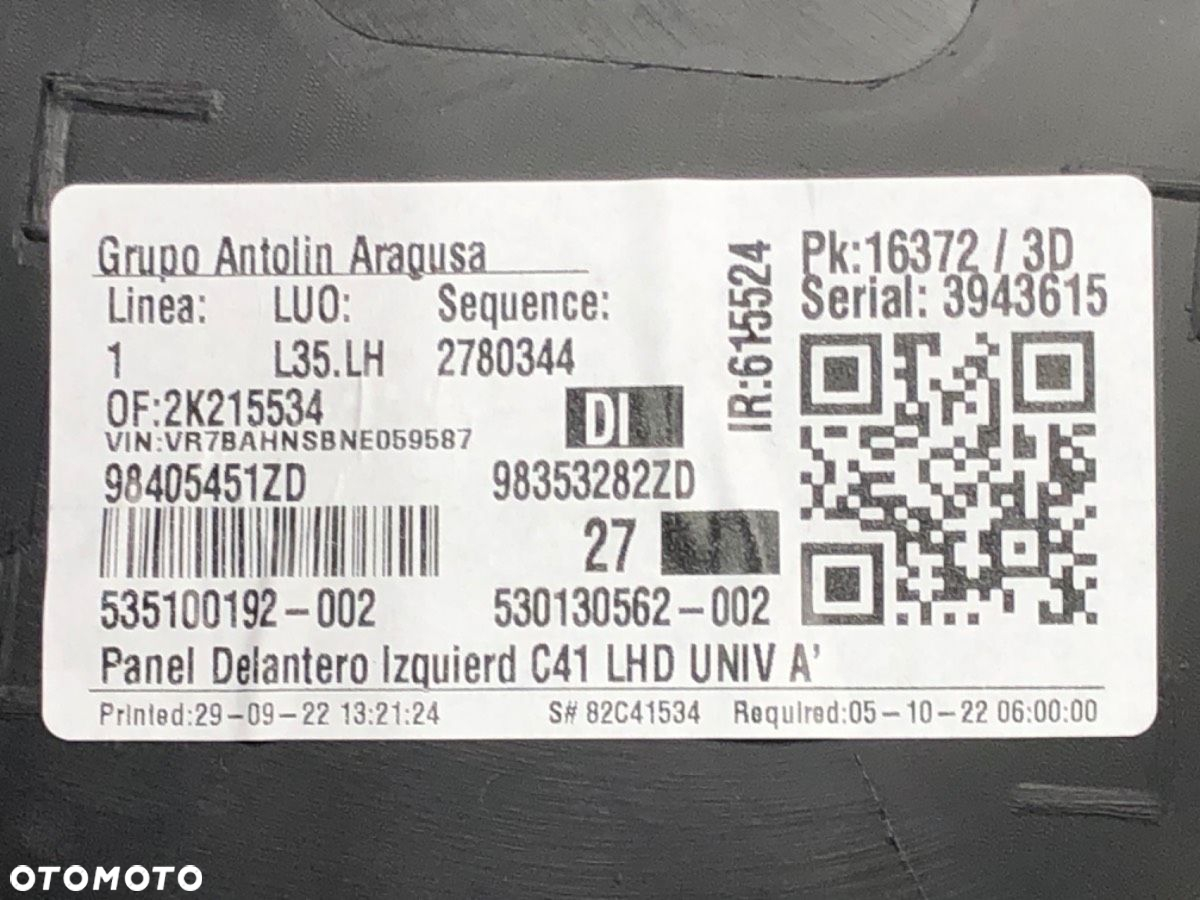 Grupo Antolin Aragusa
Linea: LUO: Sequence:
1 L35.LH 2780344
OF:2K215534
DI
VIN:VR7BAHNSBNE059587
98405451ZD 98353282ZD
27
535100192-002 530130562-002
Panel Delantero Izquierd C41 LHD UNIV A'
Printed:29-09-22 13:21:24 S# 82C41534 Required:05-10-22 06:00:00
IR:615524
Pk:16372 / 3D
Serial: 3943615
OTOMOTO